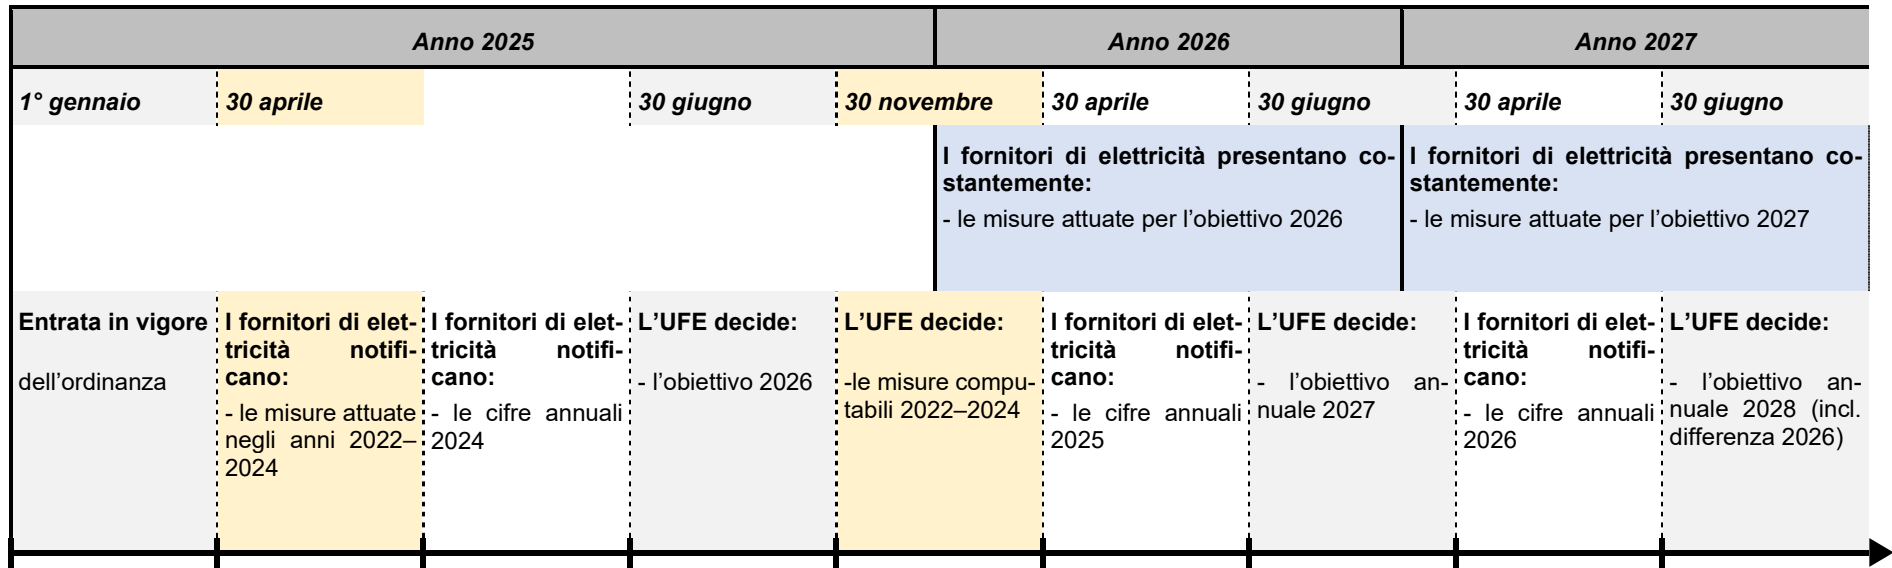 Anno 2025
Anno 2026
Anno 2027
1° gennaio
30 aprile
30 giugno
30 novembre
30 aprile
30 giugno
30 aprile
30 giugno
I fornitori di elettricità presentano co-
stantemente:
- le misure attuate per l’obiettivo 2026
I fornitori di elettricità presentano co-
stantemente:
- le misure attuate per l’obiettivo 2027
Entrata in vigore
dell’ordinanza
I fornitori di elet-
tricità notifi-
cano:
- le misure attuate
negli anni 2022–
2024
I fornitori di elet-
tricità notifi-
cano:
- le cifre annuali
2024
L’UFE decide:
- l’obiettivo 2026
L’UFE decide:
-le misure compu-
tabili 2022–2024
I fornitori di elet-
tricità notifi-
cano:
- le cifre annuali
2025
L’UFE decide:
- l’obiettivo an-
nuale 2027
I fornitori di elet-
tricità notifi-
cano:
- le cifre annuali
2026
L’UFE decide:
- l’obiettivo an-
nuale 2028 (incl.
differenza 2026)